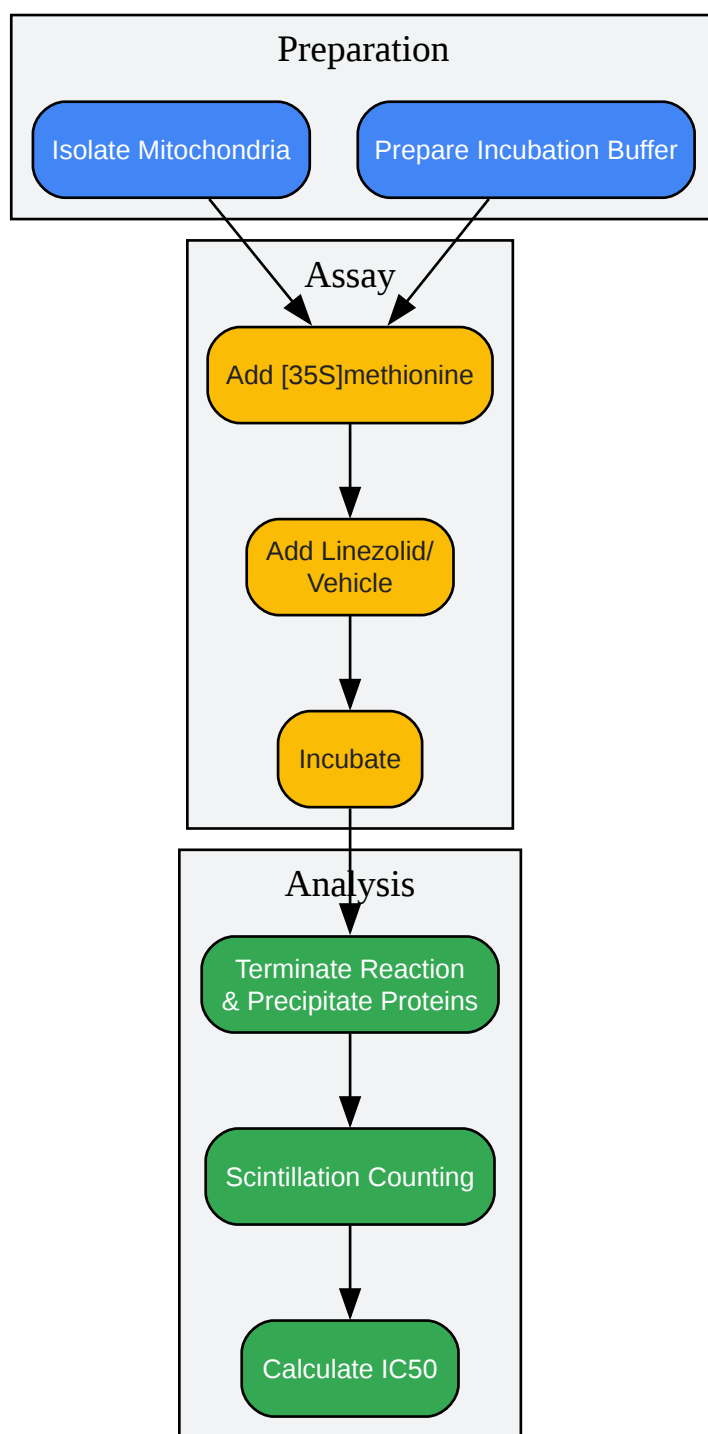 Preparation
Isolate Mitochondria
Prepare Incubation Buffer
Assay
Add [35S]methionine
Add Linezolid/
Vehicle
Incubate
Analysis
Terminate Reaction
& Precipitate Proteins
Scintillation Counting
Calculate IC50